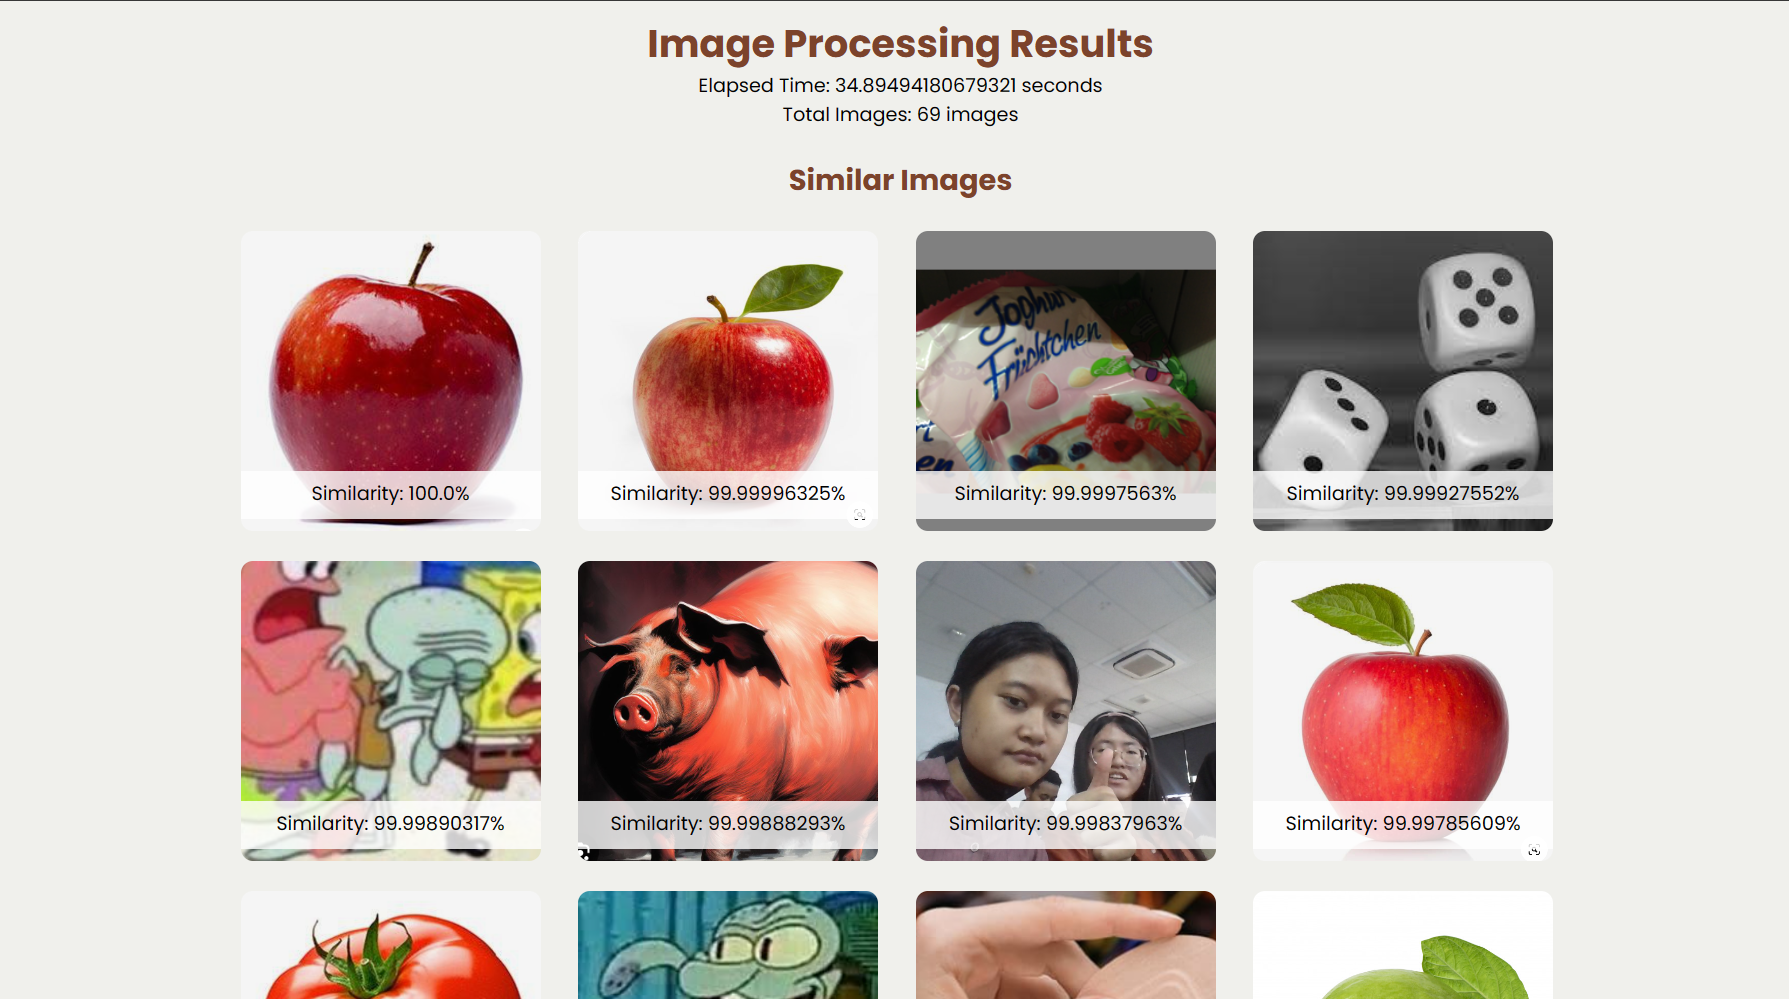 Image Processing Results
Elapsed Time: 34.89494180679321 seconds
Total Images: 69 images
Similar Images
Joghurt
Früchtchen
Similarity: 100.0%
Similarity: 99.99996325%
Similarity: 99.9997563%
Similarity: 99.99927552%
Similarity: 99.99890317%
Similarity: 99.99888293%
Similarity: 99.99837963%
Similarity: 99.99785609%